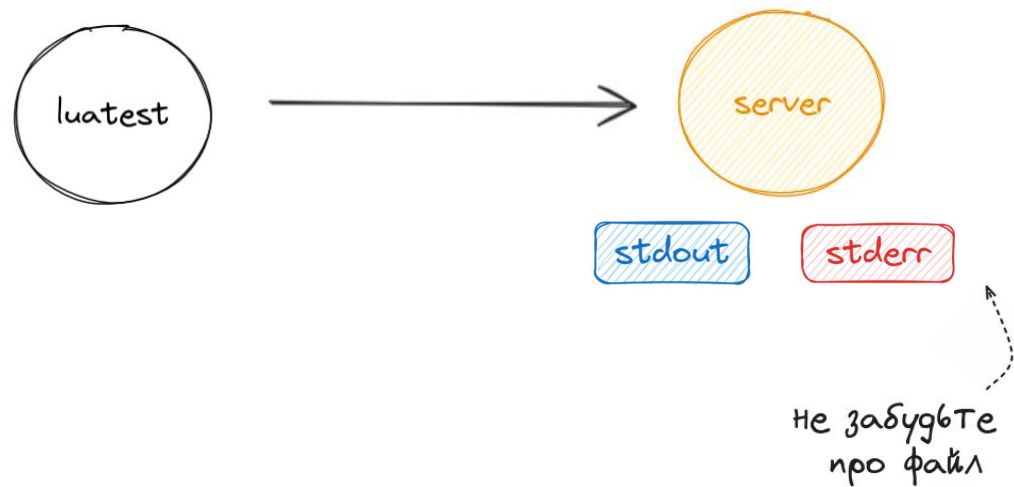 luatest
server
stdout
stderr
не забудьте
про файл